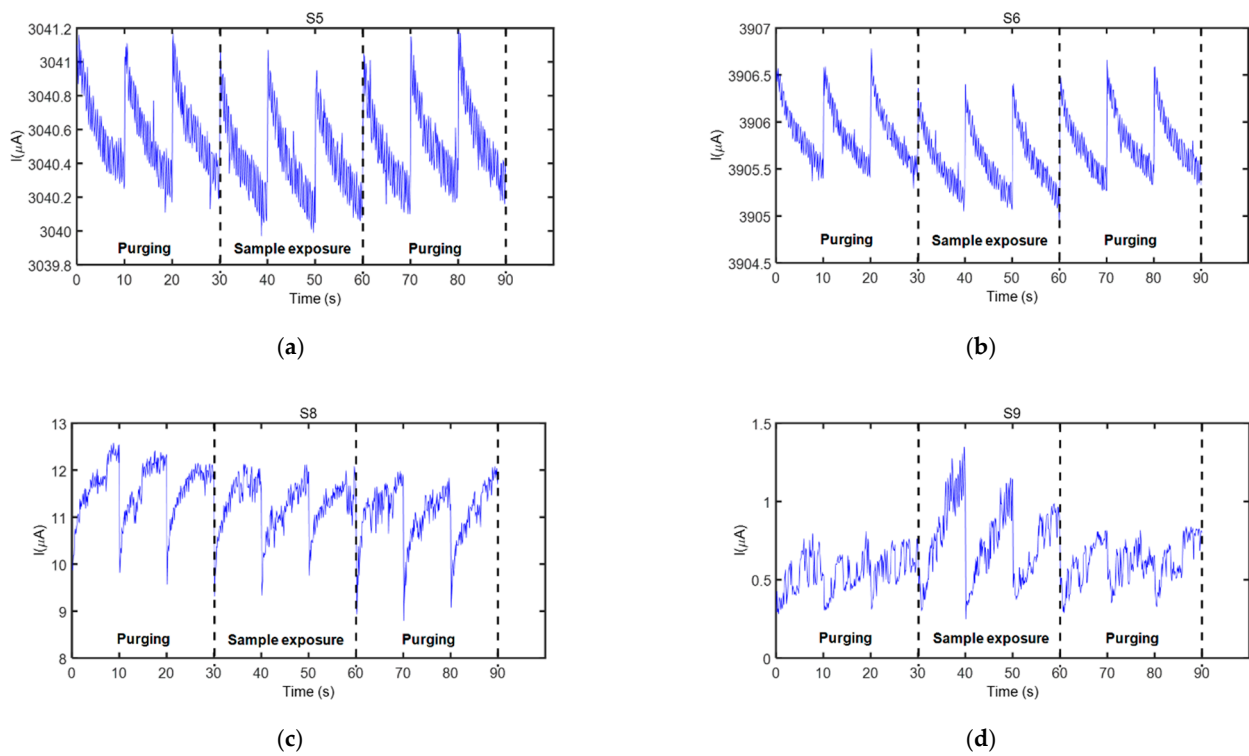 S5
3041.2
3041
3040.8
3040.6
3040.4
3040.2
3040
3039.8
I(μA)
Purging Sample exposure Purging
0 10 20 30 40 50 60 70 80 90
Time (s)
(a)
S6
3907
3906.5
3906
3905.5
3905
3904.5
I(μA)
Purging Sample exposure Purging
0 10 20 30 40 50 60 70 80 90
Time (s)
(b)
S8
13
12
11
10
9
8
I(μA)
Purging Sample exposure Purging
0 10 20 30 40 50 60 70 80 90
Time (s)
(c)
S9
1.5
1
0.5
0
I(μA)
Purging Sample exposure Purging
0 10 20 30 40 50 60 70 80 90
Time (s)
(d)